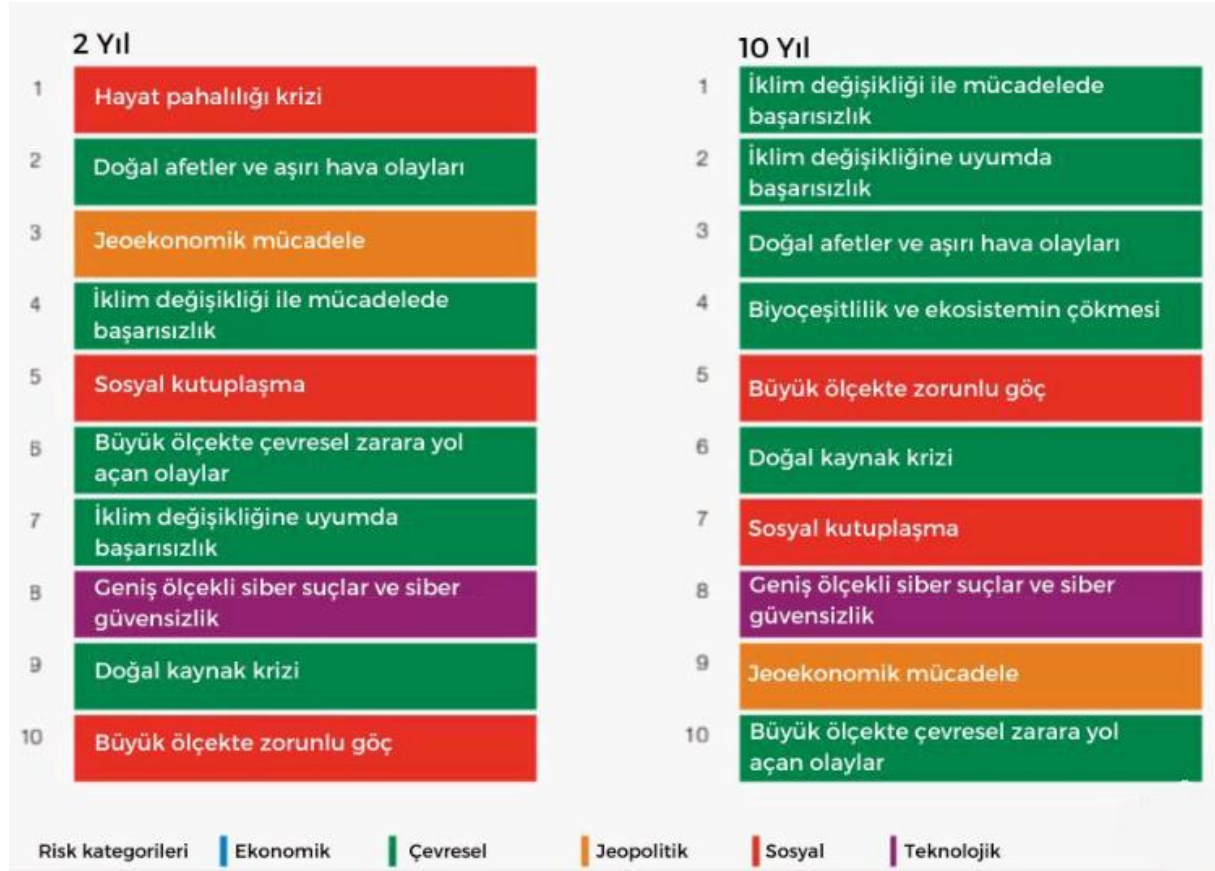 2 Yıl
1
Hayat pahalılığı krizi
2
Doğal afetler ve aşırı hava olayları
3
Jeoekonomik mücadele
4
İklim değişikliği ile mücadelede
başarısızlık
5
Sosyal kutuplaşma
6
Büyük ölçekte çevresel zarara yol
açan olaylar
7
İklim değişikliğine uyumda
başarısızlık
8
Geniş ölçekli siber suçlar ve siber
güvensizlik
9
Doğal kaynak krizi
10
Büyük ölçekte zorunlu göç
10 Yıl
1
İklim değişikliği ile mücadelede
başarısızlık
2
İklim değişikliğine uyumda
başarısızlık
3
Doğal afetler ve aşırı hava olayları
4
Biyoçeşitlilik ve ekosistemin çökmesi
5
Büyük ölçekte zorunlu göç
6
Doğal kaynak krizi
7
Sosyal kutuplaşma
8
Geniş ölçekli siber suçlar ve siber
güvensizlik
9
Jeoekonomik mücadele
10
Büyük ölçekte çevresel zarara yol
açan olaylar
Risk kategorileri Ekonomik Çevresel Jeopolitik Sosyal Teknolojik